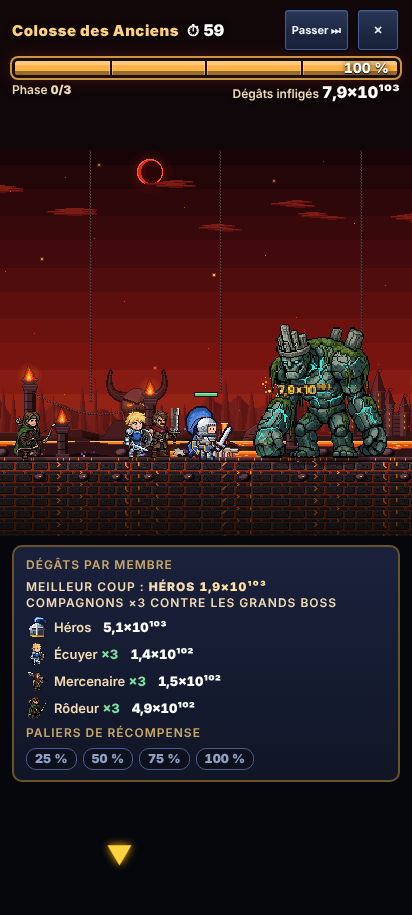 Colosse des Anciens ⏱ 59
Passer ⏭
×
100 %
Phase 0/3
Dégâts infligés 7,9×10¹⁰³
7,9×10¹⁰³
DÉGÂTS PAR MEMBRE
MEILLEUR COUP : HÉROS 1,9×10¹⁰³
COMPAGNONS ×3 CONTRE LES GRANDS BOSS
Héros 5,1×10¹⁰³
Écuyer ×3 1,4×10¹⁰²
Mercenaire ×3 1,5×10¹⁰²
Rôdeur ×3 4,9×10¹⁰²
PALIERS DE RÉCOMPENSE
25 % 50 % 75 % 100 %